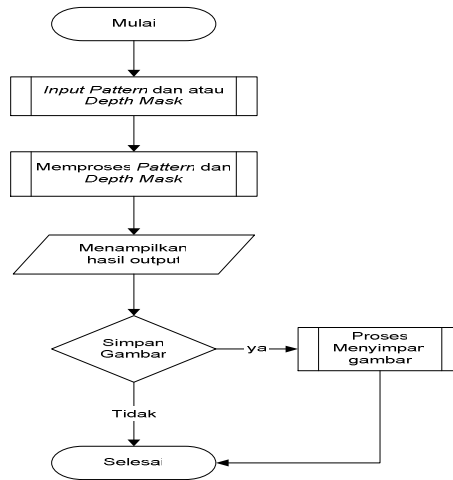 Mulai
Input Pattern dan atau
Depth Mask
Memproses Pattern dan
Depth Mask
Menampilkan
hasil output
Simpan
Gambar
ya
Proses
Menyimpan
gambar
Tidak
Selesai